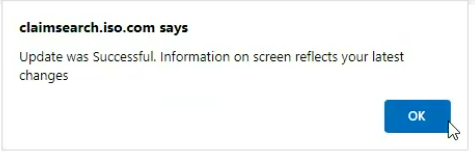 claimsearch.iso.com says
Update was Successful. Information on screen reflects your latest
changes
OK